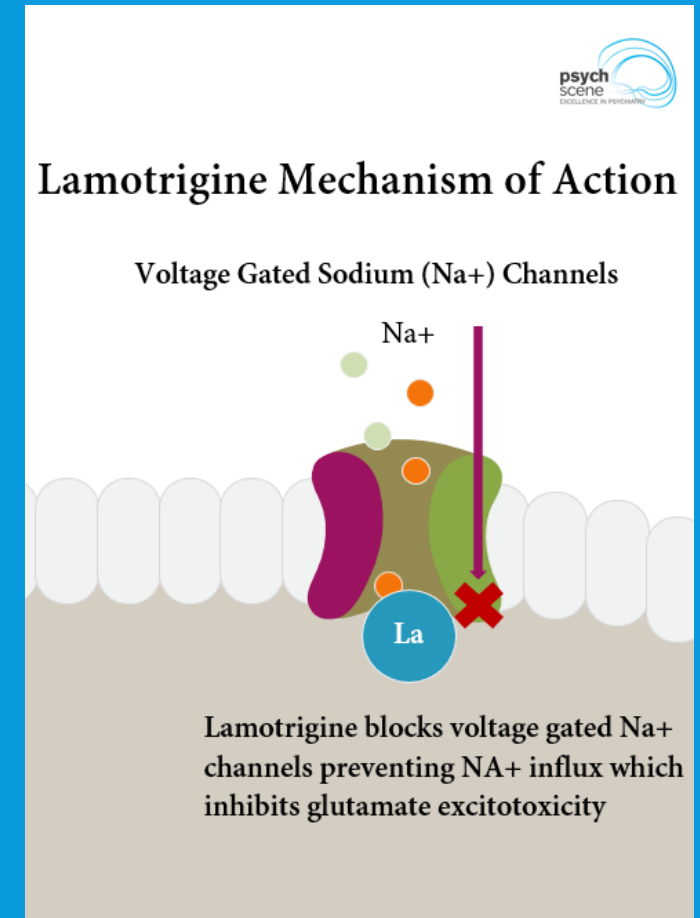 psych
scene
EXCELLENCE IN PSYCHIATRY
Lamotrigine Mechanism of Action
Voltage Gated Sodium (Na+) Channels
Na+
La
Lamotrigine blocks voltage gated Na+
channels preventing NA+ influx which
inhibits glutamate excitotoxicity